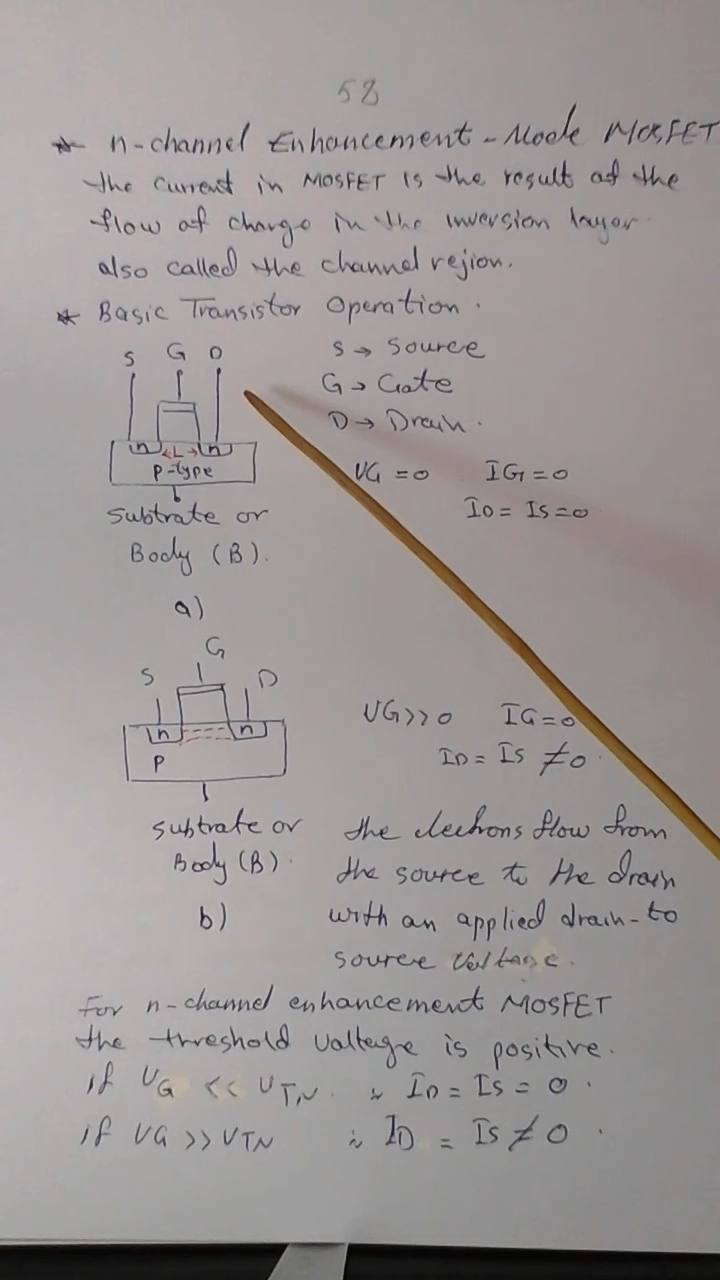 58
* n-channel Enhancement-Mode MOSFET
the current in MOSFET is the result of the
flow of charge in the inversion layer
also called the channel rejion.
* Basic Transistor Operation.
S G D
S → Source
G → Gate
D → Drain.
n ←L→ n
P-type
VG = 0 IG = 0
ID = IS = 0
Subtrate or
Body (B).
a)
G
S D
n n
P
VG >> 0 IG = 0
ID = IS ≠ 0
subtrate or
Body (B).
b)
the electrons flow from
the source to the drain
with an applied drain-to
source voltage.
For n-channel enhancement MOSFET
the threshold voltage is positive.
if VG << VTN ∴ ID = IS = 0.
if VG >> VTN ∴ ID = IS ≠ 0.